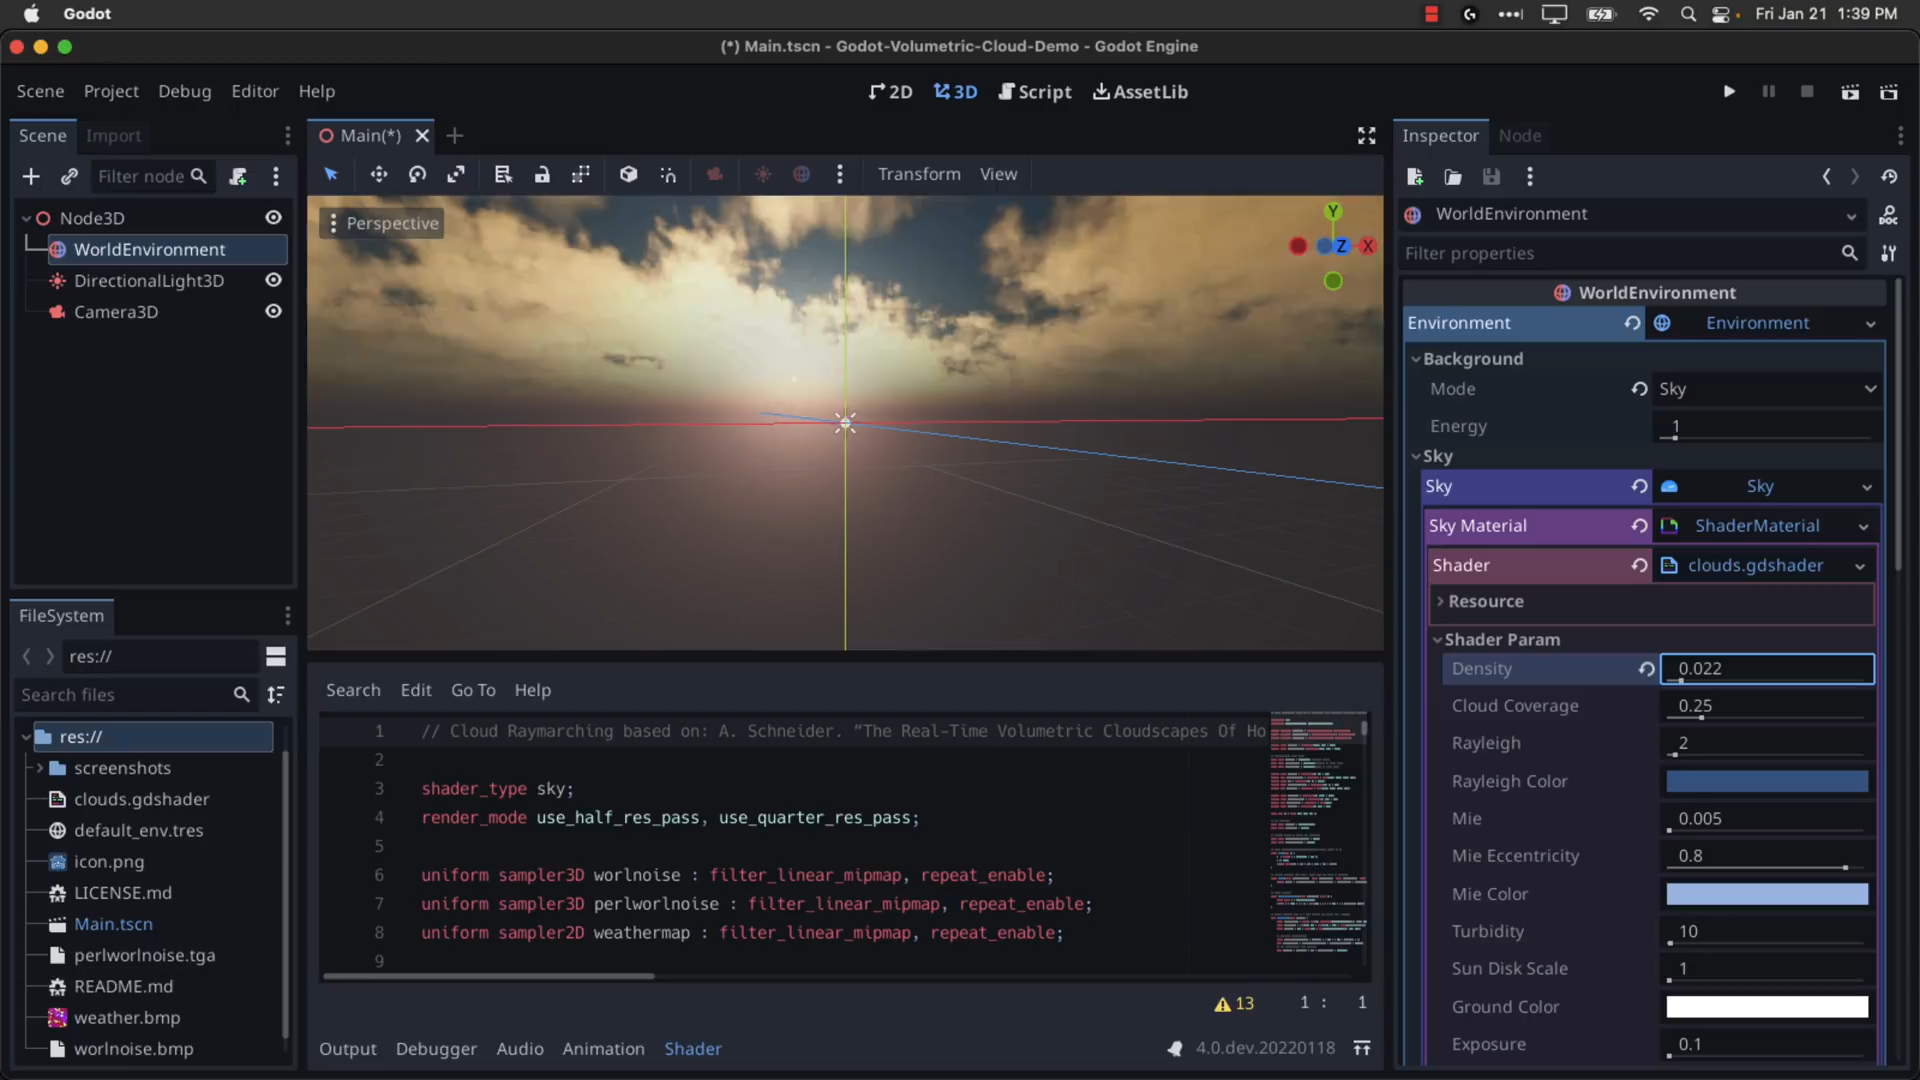 Godot
Fri Jan 21 1:39 PM
(*) Main.tscn - Godot-Volumetric-Cloud-Demo - Godot Engine
Scene Project Debug Editor Help
2D 3D Script AssetLib
Scene Import
Filter node
Node3D
WorldEnvironment
DirectionalLight3D
Camera3D
FileSystem
res://
Search files
res://
screenshots
clouds.gdshader
default_env.tres
icon.png
LICENSE.md
Main.tscn
perlworlnoise.tga
README.md
weather.bmp
worlnoise.bmp
Main(*)
Transform View
Perspective
Y
Z X
Search Edit Go To Help
1 // Cloud Raymarching based on: A. Schneider. “The Real-Time Volumetric Cloudscapes Of Ho
2
3 shader_type sky;
4 render_mode use_half_res_pass, use_quarter_res_pass;
5
6 uniform sampler3D worlnoise : filter_linear_mipmap, repeat_enable;
7 uniform sampler3D perlworlnoise : filter_linear_mipmap, repeat_enable;
8 uniform sampler2D weathermap : filter_linear_mipmap, repeat_enable;
9
13 1 : 1
Output Debugger Audio Animation Shader 4.0.dev.20220118
Inspector Node
WorldEnvironment
DOC
Filter properties
WorldEnvironment
Environment Environment
Background
Mode Sky
Energy 1
Sky
Sky Sky
Sky Material ShaderMaterial
Shader clouds.gdshader
Resource
Shader Param
Density 0.022
Cloud Coverage 0.25
Rayleigh 2
Rayleigh Color
Mie 0.005
Mie Eccentricity 0.8
Mie Color
Turbidity 10
Sun Disk Scale 1
Ground Color
Exposure 0.1